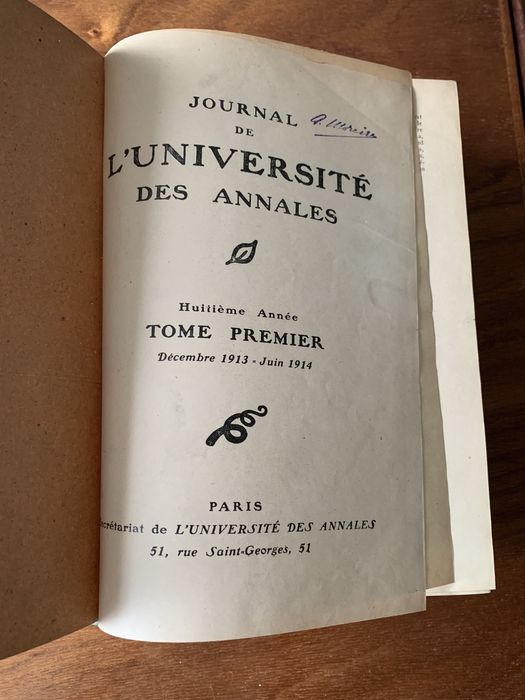 JOURNAL
DE
L'UNIVERSITÉ
DES ANNALES
Huitième Année
TOME PREMIER
Décembre 1913 - Juin 1914
PARIS
Secrétariat de L'UNIVERSITÉ DES ANNALES
51, rue Saint-Georges, 51